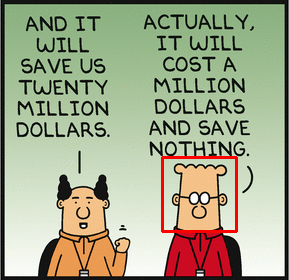 AND IT
WILL
SAVE US
TWENTY
MILLION
DOLLARS.
ACTUALLY,
IT WILL
COST A
MILLION
DOLLARS
AND SAVE
NOTHING.